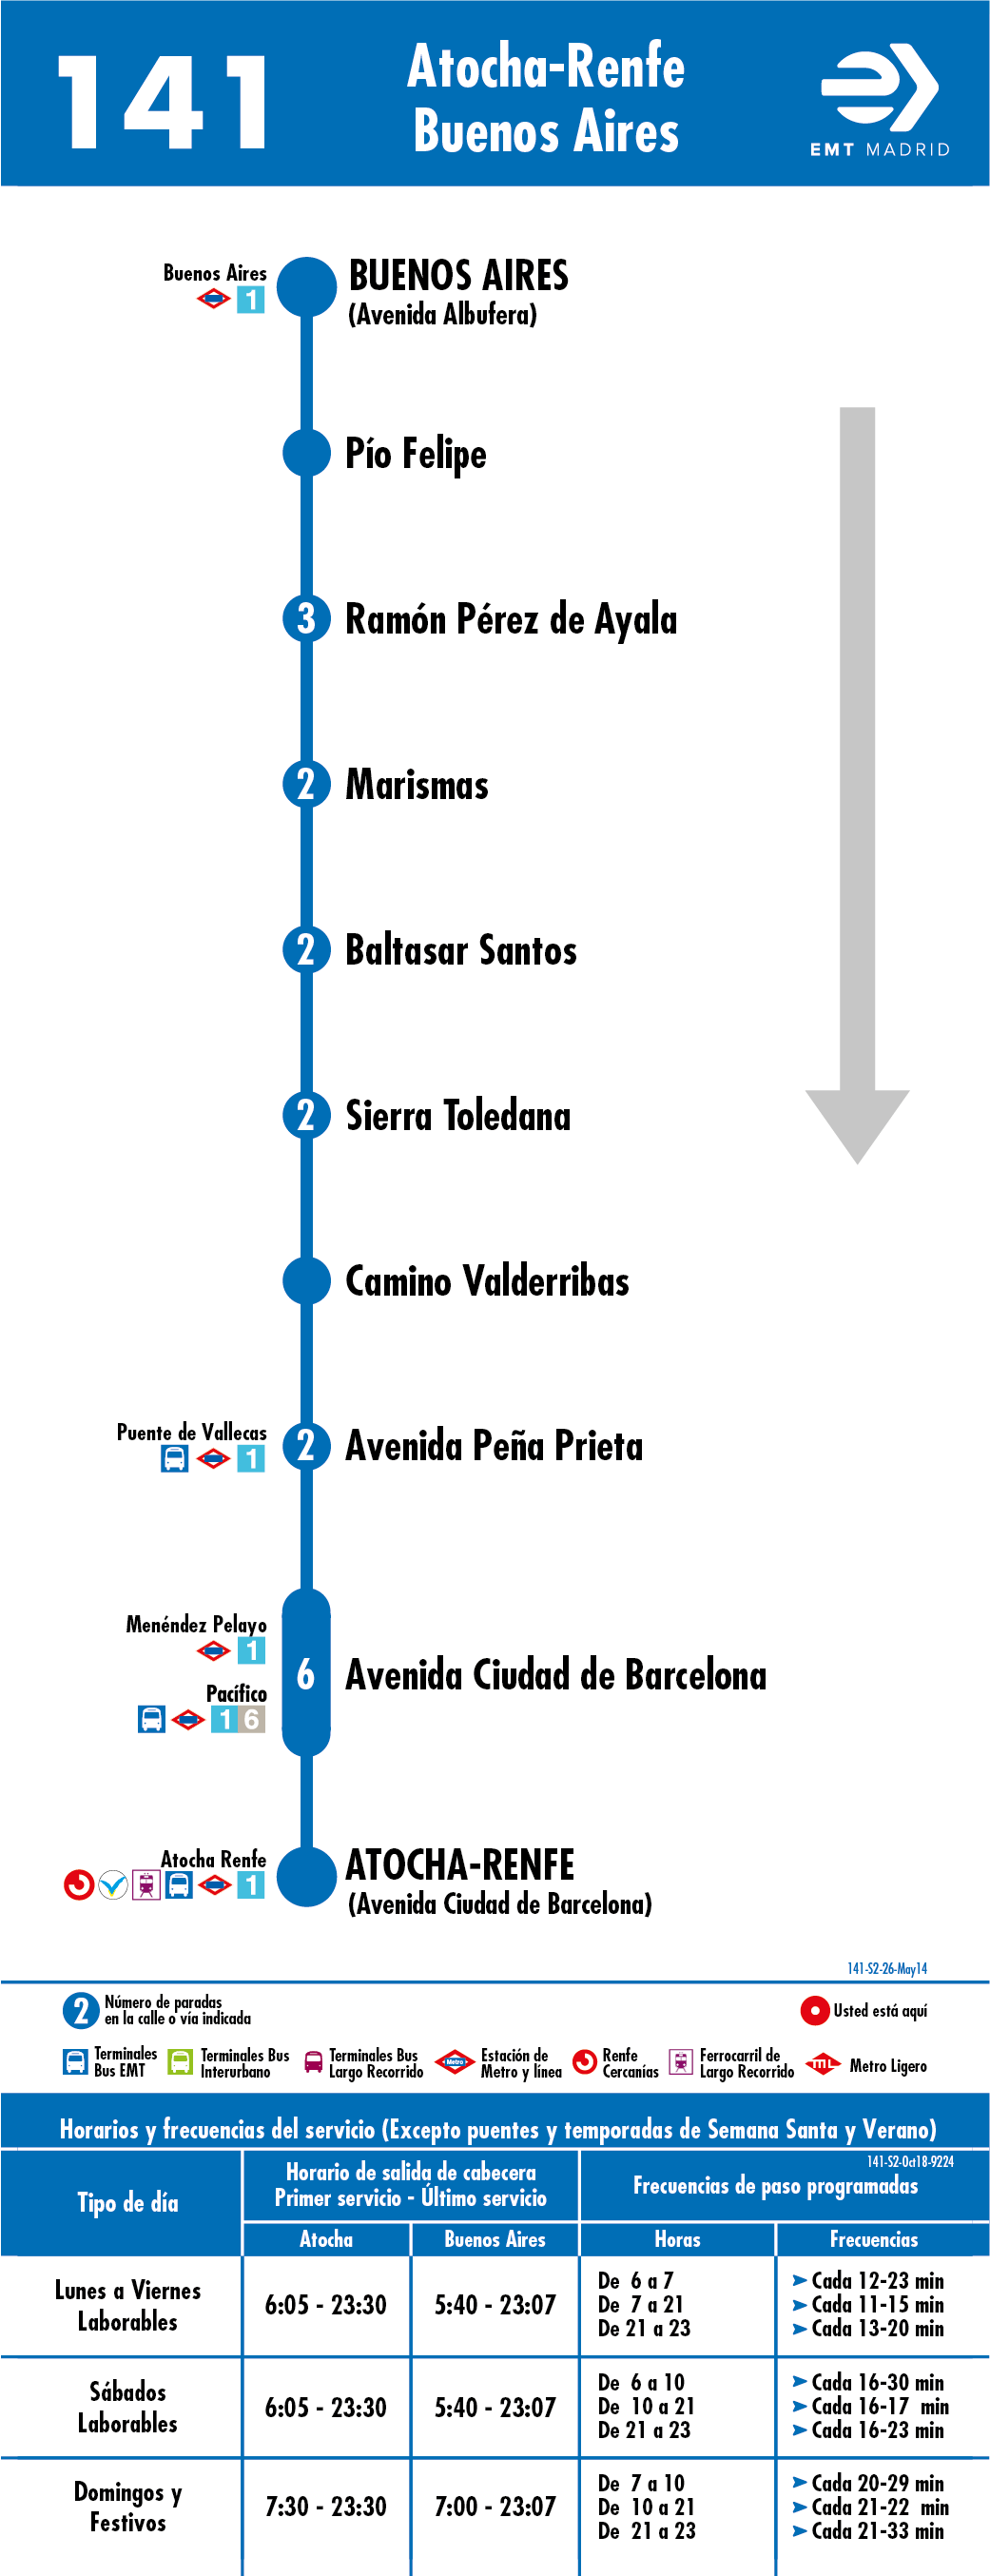 141
Atocha-Renfe
Buenos Aires
EMT MADRID
Buenos Aires
1
BUENOS AIRES
(Avenida Albufera)
Pío Felipe
3
Ramón Pérez de Ayala
2
Marismas
2
Baltasar Santos
2
Sierra Toledana
Camino Valderribas
Puente de Vallecas
1
2
Avenida Peña Prieta
Menéndez Pelayo
1
Pacífico
1 6
6
Avenida Ciudad de Barcelona
Atocha Renfe
1
ATOCHA-RENFE
(Avenida Ciudad de Barcelona)
141-S2-26-May14
2
Número de paradas
en la calle o vía indicada
Usted está aquí
Terminales
Bus EMT
Terminales Bus
Interurbano
Terminales Bus
Largo Recorrido
Metro
Estación de
Metro y línea
Renfe
Cercanías
Ferrocarril de
Largo Recorrido
ML
Metro Ligero
Horarios y frecuencias del servicio (Excepto puentes y temporadas de Semana Santa y Verano)
141-S2-Oct18-9224
Tipo de día
Horario de salida de cabecera
Primer servicio - Último servicio
Frecuencias de paso programadas
Atocha
Buenos Aires
Horas
Frecuencias
Lunes a Viernes
Laborables
6:05 - 23:30
5:40 - 23:07
De 6 a 7
Cada 12-23 min
De 7 a 21
Cada 11-15 min
De 21 a 23
Cada 13-20 min
Sábados
Laborables
6:05 - 23:30
5:40 - 23:07
De 6 a 10
Cada 16-30 min
De 10 a 21
Cada 16-17 min
De 21 a 23
Cada 16-23 min
Domingos y
Festivos
7:30 - 23:30
7:00 - 23:07
De 7 a 10
Cada 20-29 min
De 10 a 21
Cada 21-22 min
De 21 a 23
Cada 21-33 min